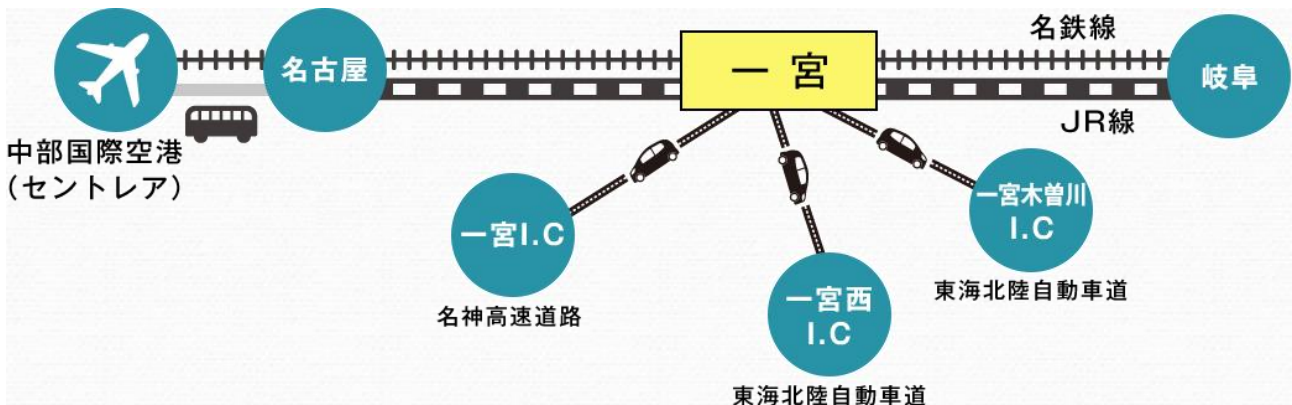 名鉄線
名古屋
一宮
岐阜
JR線
中部国際空港
(セントレア)
一宮I.C
名神高速道路
一宮西
I.C
東海北陸自動車道
一宮木曽川
I.C
東海北陸自動車道